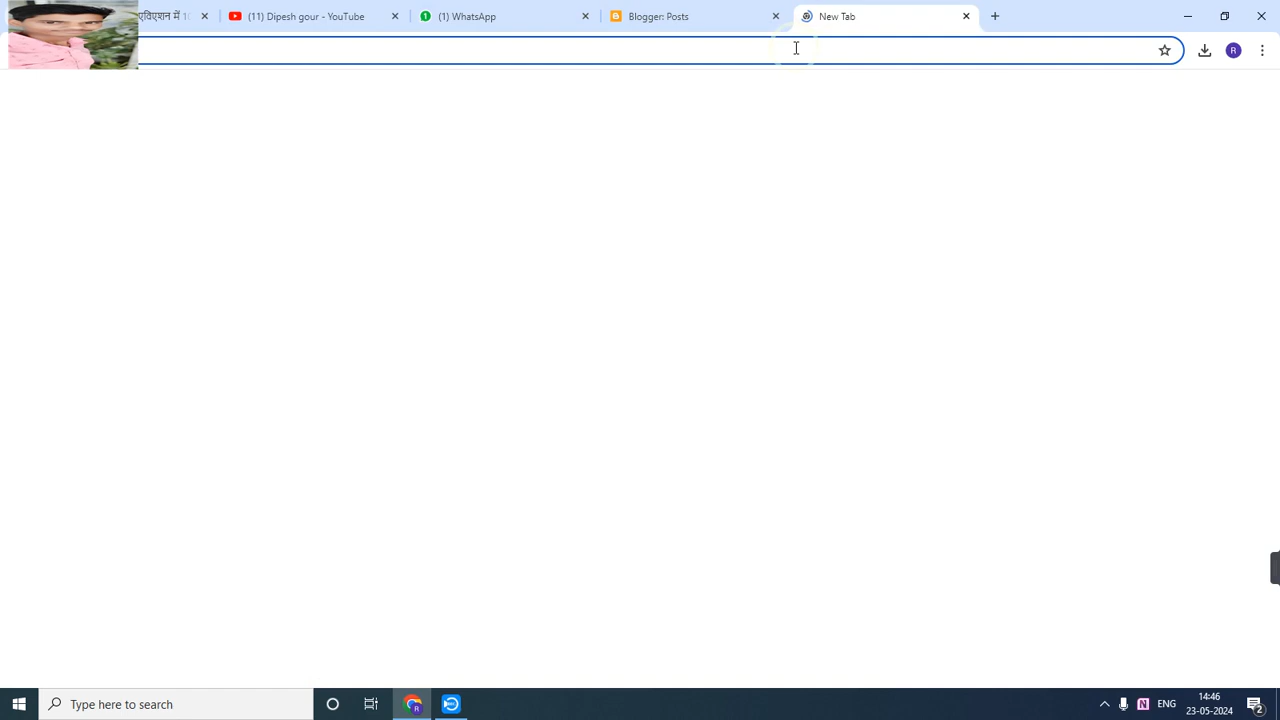 एविएशन में
(11) Dipesh gour - YouTube
(1) WhatsApp
Blogger: Posts
New Tab
R
Type here to search
R
N
ENG
14:46
23-05-2024
2